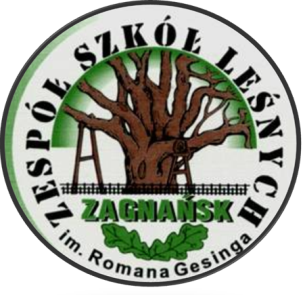 ZESPÓŁ SZKÓŁ LEŚNYCH
ZAGNAŃSK
im. Romana Gesinga